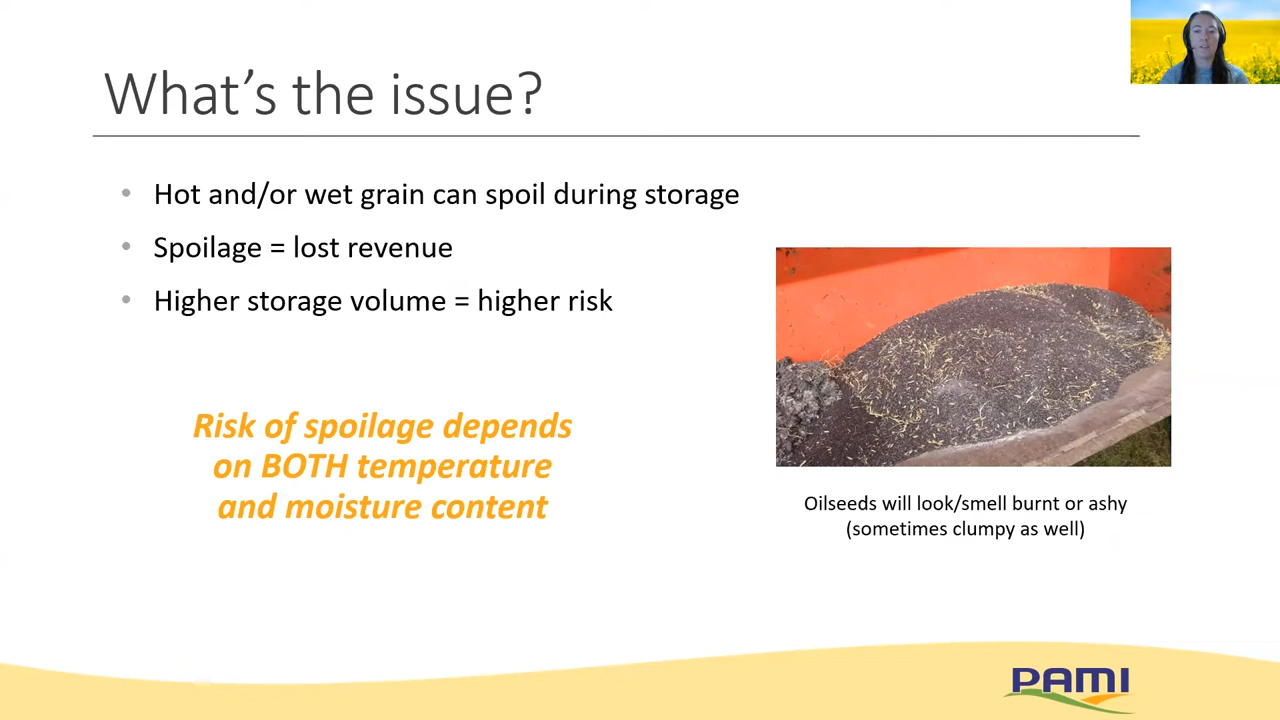 What's the issue?
• Hot and/or wet grain can spoil during storage
• Spoilage = lost revenue
• Higher storage volume = higher risk
Risk of spoilage depends
on BOTH temperature
and moisture content
Oilseeds will look/smell burnt or ashy
(sometimes clumpy as well)
PAMI